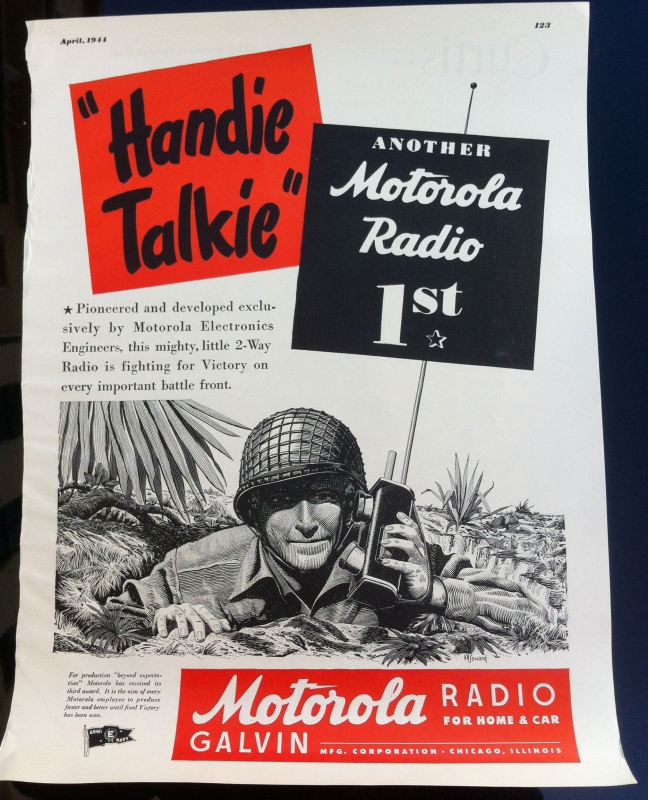 April, 1944
123
"Handie
Talkie"
ANOTHER
Motorola
Radio
1st
★ Pioneered and developed exclu-
sively by Motorola Electronics
Engineers, this mighty, little 2-Way
Radio is fighting for Victory on
every important battle front.
For production "beyond expecta-
tion" Motorola has received its
third award. It is the aim of every
Motorola employee to produce
faster and better until final Victory
has been won.
ARMY E NAVY
Motorola RADIO
FOR HOME & CAR
GALVIN MFG. CORPORATION • CHICAGO, ILLINOIS